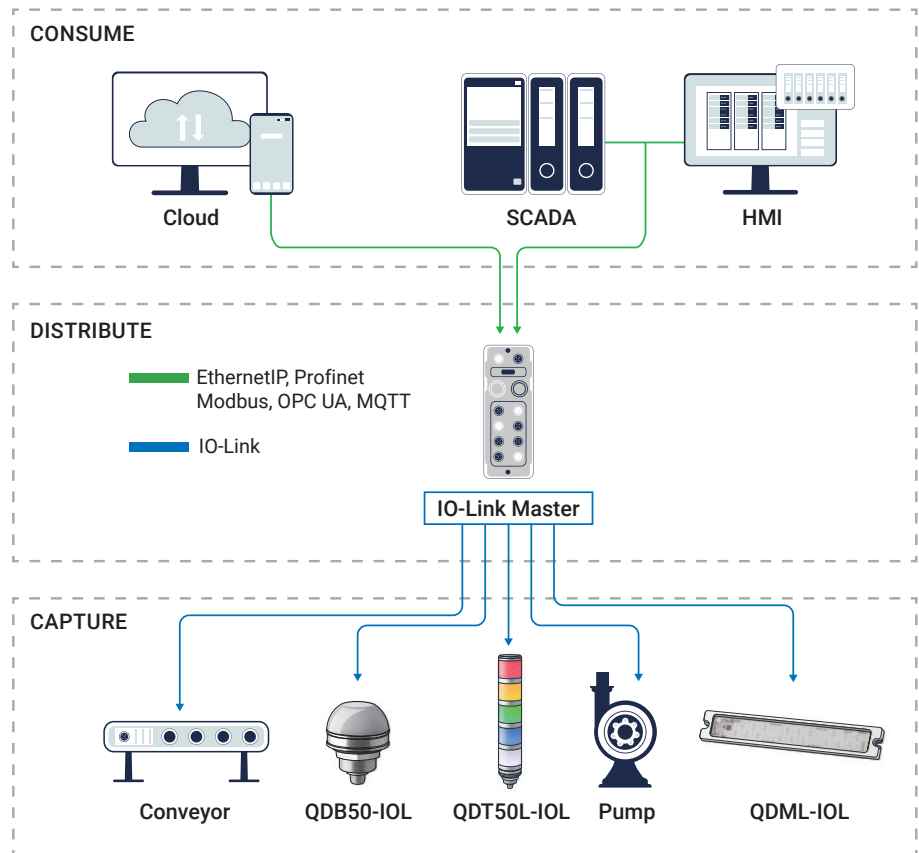 CONSUME
Cloud
SCADA
HMI
DISTRIBUTE
EthernetIP, Profinet
Modbus, OPC UA, MQTT
IO-Link
IO-Link Master
CAPTURE
Conveyor
QDB50-IOL
QDT50L-IOL
Pump
QDML-IOL